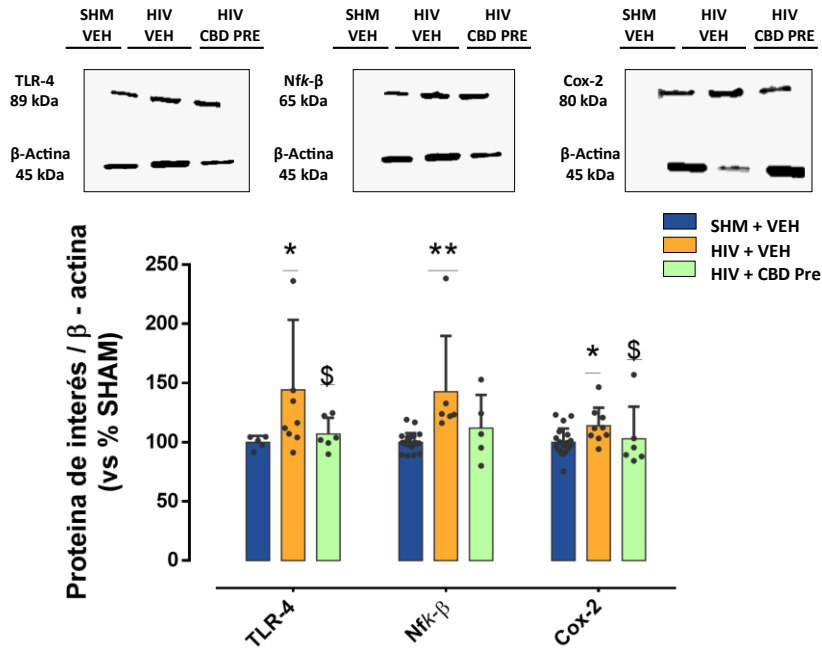 SHM HIV HIV
VEH VEH CBD PRE
TLR-4
89 kDa
β-Actina
45 kDa
SHM HIV HIV
VEH VEH CBD PRE
Nfk-β
65 kDa
β-Actina
45 kDa
SHM HIV HIV
VEH VEH CBD PRE
Cox-2
80 kDa
β-Actina
45 kDa
SHM + VEH
HIV + VEH
HIV + CBD Pre
Proteina de interés / β - actina
(vs % SHAM)
250
200
150
100
50
0
*
$
**
*
$
TLR-4
Nfk-β
Cox-2